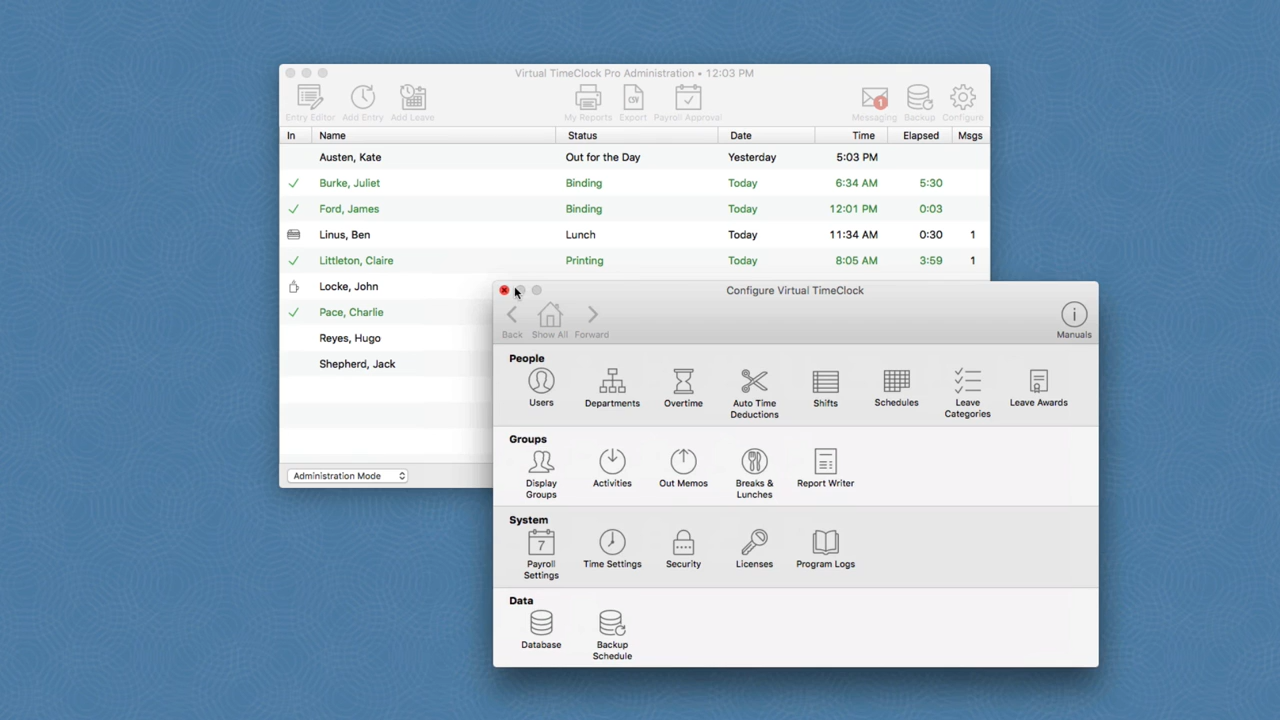 Virtual TimeClock Pro Administration • 12:03 PM
Entry Editor Add Entry Add Leave My Reports Export Payroll Approval Messaging Backup Configure
CSV
1
In Name Status Date Time Elapsed Msgs
Austen, Kate Out for the Day Yesterday 5:03 PM
Burke, Juliet Binding Today 6:34 AM 5:30
Ford, James Binding Today 12:01 PM 0:03
Linus, Ben Lunch Today 11:34 AM 0:30 1
Littleton, Claire Printing Today 8:05 AM 3:59 1
Locke, John
Pace, Charlie
Reyes, Hugo
Shepherd, Jack
Administration Mode
Configure Virtual TimeClock
Back Show All Forward Manuals
People
Users Departments Overtime Auto Time Deductions Shifts Schedules Leave Categories Leave Awards
Groups
Display Groups Activities Out Memos Breaks & Lunches Report Writer
System
7
Payroll Settings Time Settings Security Licenses Program Logs
Data
Database Backup Schedule